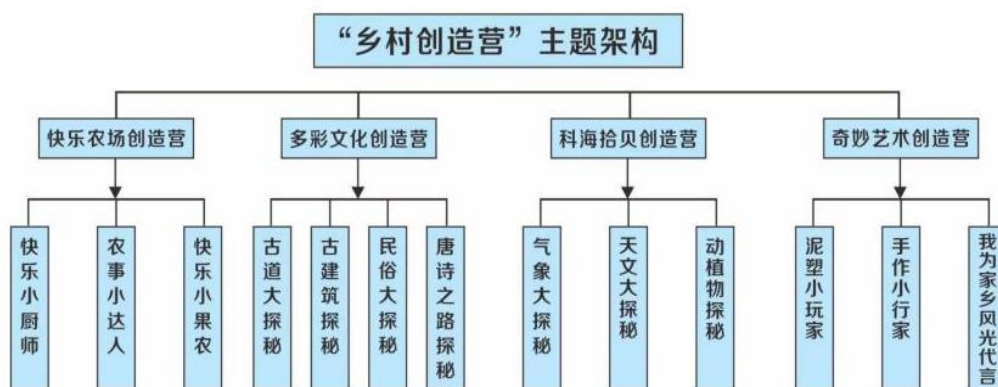 “乡村创造营”主题架构
快乐农场创造营
多彩文化创造营
科海拾贝创造营
奇妙艺术创造营
快乐小厨师
农事小达人
快乐小果农
古道大探秘
古建筑探秘
民俗大探秘
唐诗之路探秘
气象大探秘
天文大探秘
动植物探秘
泥塑小玩家
手作小行家
我为家乡风光代言